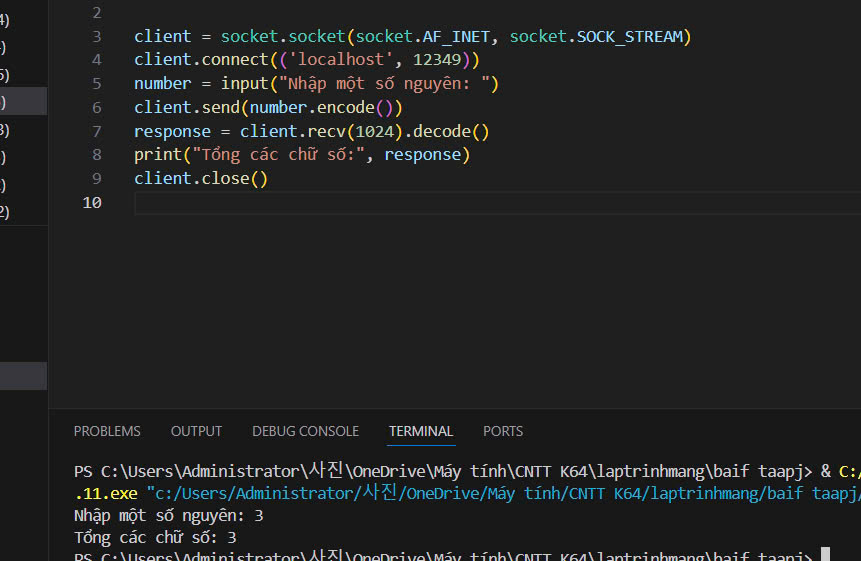 4)
2
3 client = socket.socket(socket.AF_INET, socket.SOCK_STREAM)
4 client.connect(('localhost', 12349))
5) 5 number = input("Nhập một số nguyên: ")
) 6 client.send(number.encode())
3) 7 response = client.recv(1024).decode()
) 8 print("Tổng các chữ số:", response)
) 9 client.close()
2) 10
PROBLEMS OUTPUT DEBUG CONSOLE TERMINAL PORTS
PS C:\Users\Administrator\사진\OneDrive\Máy tính\CNTT K64\laptrinhmang\baif taapj> & C:/
.11.exe "c:/Users/Administrator/사진/OneDrive/Máy tính/CNTT K64/laptrinhmang/baif taapj/
Nhập một số nguyên: 3
Tổng các chữ số: 3
PS C:\Users\Administrator\사진\OneDrive\Máy tính\CNTT K64\laptrinhmang\baif taapj>